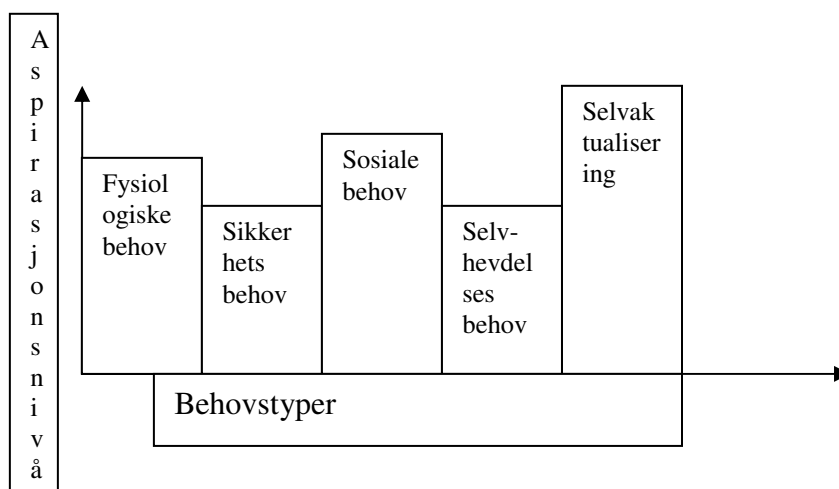 A
s
p
i
r
a
s
j
o
n
s
n
i
v
å
Fysiol
ogiske
behov
Sikker
hets
behov
Sosiale
behov
Selv-
hevdel
ses
behov
Selvak
tualiser
ing
Behovstyper